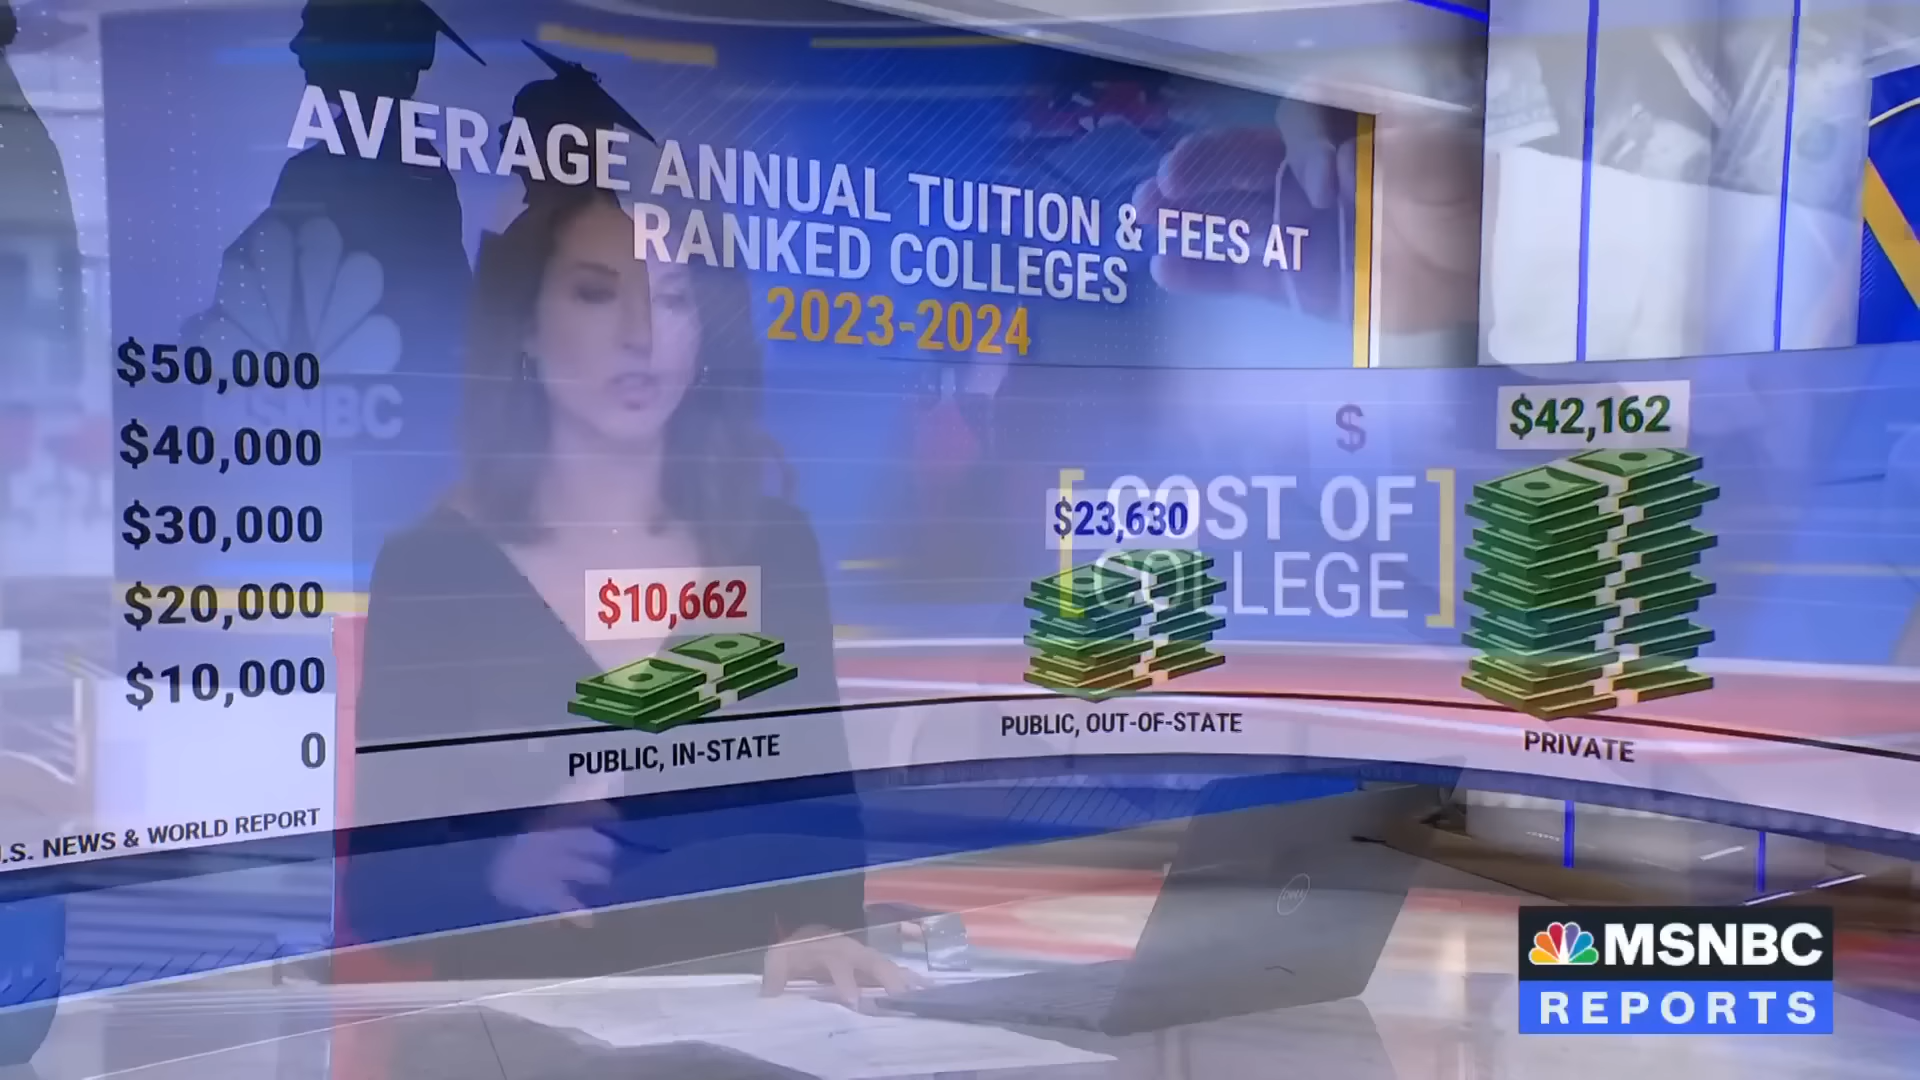 AVERAGE ANNUAL TUITION & FEES AT
RANKED COLLEGES
2023-2024
$50,000
$40,000
$30,000
$20,000
$10,000
0
$10,662
PUBLIC, IN-STATE
$23,630
PUBLIC, OUT-OF-STATE
$42,162
PRIVATE
.S. NEWS & WORLD REPORT
MSNBC
$
[ COST OF
COLLEGE ]
DELL
MSNBC
REPORTS